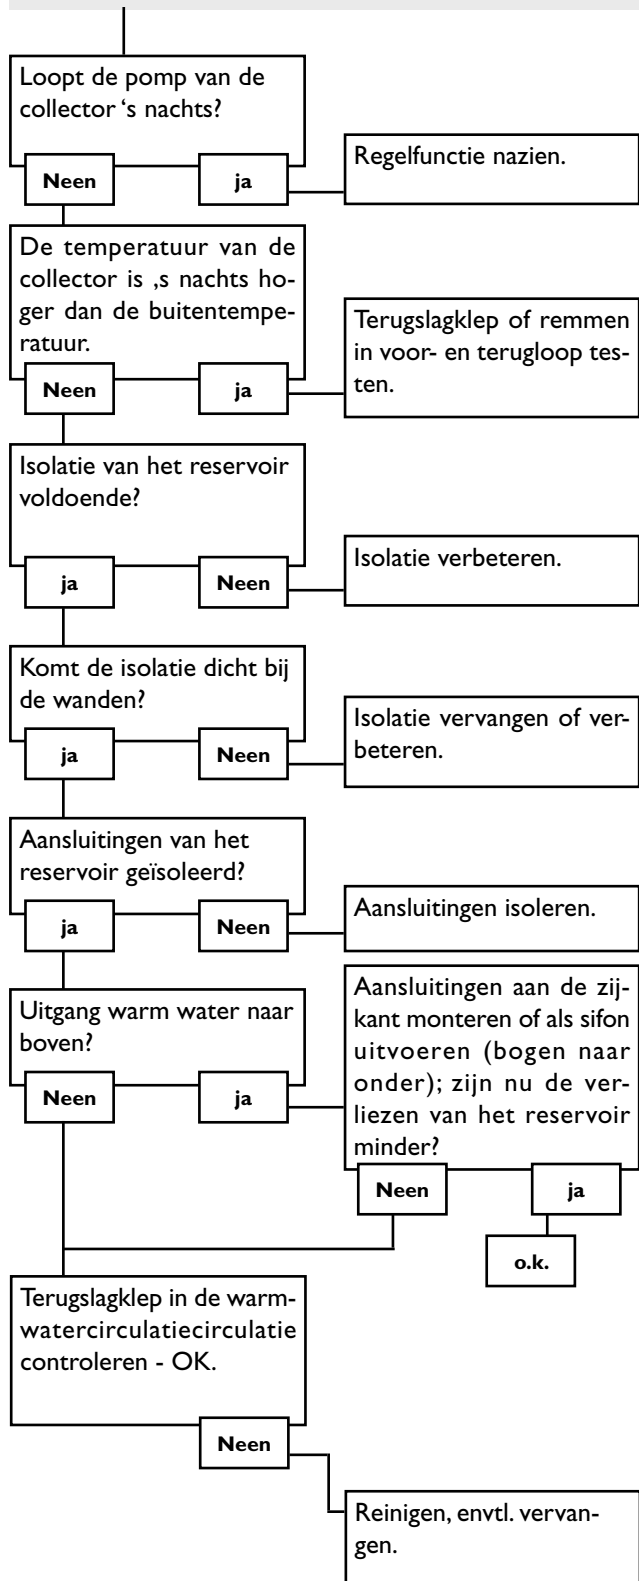 Loopt de pomp van de
collector ‘s nachts?
Neen
ja
Regelfunctie nazien.
De temperatuur van de
collector is ,s nachts ho-
ger dan de buitentempe-
ratuur.
Neen
ja
Terugslagklep of remmen
in voor- en terugloop tes-
ten.
Isolatie van het reservoir
voldoende?
ja
Neen
Isolatie verbeteren.
Komt de isolatie dicht bij
de wanden?
ja
Neen
Isolatie vervangen of ver-
beteren.
Aansluitingen van het
reservoir geïsoleerd?
ja
Neen
Aansluitingen isoleren.
Uitgang warm water naar
boven?
Neen
ja
Aansluitingen aan de zij-
kant monteren of als sifon
uitvoeren (bogen naar
onder); zijn nu de ver-
liezen van het reservoir
minder?
Neen
ja
o.k.
Terugslagklep in de warm-
watercirculatiecirculatie
controleren - OK.
Neen
Reinigen, envtl. vervan-
gen.